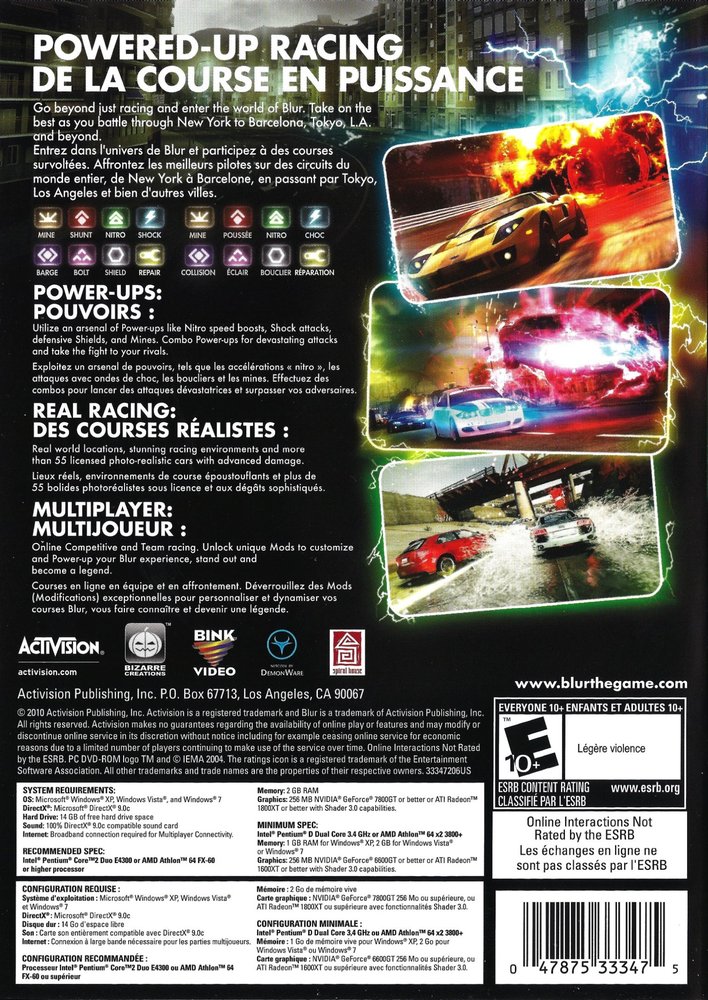 POWERED-UP RACING
DE LA COURSE EN PUISSANCE
Go beyond just racing and enter the world of Blur. Take on the
best as you battle through New York to Barcelona, Tokyo, L.A.
and beyond.
Entrez dans l'univers de Blur et participez à des courses
survoltées. Affrontez les meilleurs pilotes sur des circuits du
monde entier, de New York à Barcelone, en passant par Tokyo,
Los Angeles et bien d'autres villes.
MINE SHUNT NITRO SHOCK MINE POUSSÉE NITRO CHOC
BARGE BOLT SHIELD REPAIR COLLISION ÉCLAIR BOUCLIER RÉPARATION
POWER-UPS:
POUVOIRS :
Utilize an arsenal of Power-ups like Nitro speed boosts, Shock attacks,
defensive Shields, and Mines. Combo Power-ups for devastating attacks
and take the fight to your rivals.
Exploitez un arsenal de pouvoirs, tels que les accélérations « nitro », les
attaques avec ondes de choc, les boucliers et les mines. Effectuez des
combos pour lancer des attaques dévastatrices et surpasser vos adversaires.
REAL RACING:
DES COURSES RÉALISTES :
Real world locations, stunning racing environments and more
than 55 licensed photo-realistic cars with advanced damage.
Lieux réels, environnements de course époustouflants et plus de
55 bolides photoréalistes sous licence et aux dégâts sophistiqués.
MULTIPLAYER:
MULTIJOUEUR :
Online Competitive and Team racing. Unlock unique Mods to customize
and Power-up your Blur experience, stand out and
become a legend.
Courses en ligne en équipe et en affrontement. Déverrouillez des Mods
(Modifications) exceptionnelles pour personnaliser et dynamiser vos
courses Blur, vous faire connaître et devenir une légende.
ACTIVISION®
activision.com
BIZARRE
CREATIONS
™
BINK
VIDEO
NETCODE BY
DEMONWARE
spiral house
www.blurthegame.com
Activision Publishing, Inc. P.O. Box 67713, Los Angeles, CA 90067
© 2010 Activision Publishing, Inc. Activision is a registered trademark and Blur is a trademark of Activision Publishing, Inc.
All rights reserved. Activision makes no guarantees regarding the availability of online play or features and may modify or
discontinue online service in its discretion without notice including for example ceasing online service for economic
reasons due to a limited number of players continuing to make use of the service over time. Online Interactions Not Rated
by the ESRB. PC DVD-ROM logo TM and © IEMA 2004. The ratings icon is a registered trademark of the Entertainment
Software Association. All other trademarks and trade names are the properties of their respective owners. 33347206US
EVERYONE 10+ ENFANTS ET ADULTES 10+
™
E
10+
Légère violence
ESRB CONTENT RATING www.esrb.org
CLASSIFIÉ PAR L'ESRB
Online Interactions Not
Rated by the ESRB
Les échanges en ligne ne
sont pas classés par l'ESRB
SYSTEM REQUIREMENTS:
OS: Microsoft® Windows® XP, Windows Vista®, and Windows® 7
DirectX®: Microsoft® DirectX® 9.0c
Hard Drive: 14 GB of free hard drive space
Sound: 100% DirectX® 9.0c compatible sound card
Internet: Broadband connection required for Multiplayer Connectivity.
RECOMMENDED SPEC:
Intel® Pentium® Core™2 Duo E4300 or AMD Athlon™ 64 FX-60
or higher processor
Memory: 2 GB RAM
Graphics: 256 MB NVIDIA® GeForce® 7800GT or better or ATI Radeon™
1800XT or better with Shader 3.0 capabilities.
MINIMUM SPEC:
Intel® Pentium® D Dual Core 3.4 GHz or AMD Athlon™ 64 x2 3800+
Memory: 1 GB RAM for Windows® XP, 2 GB for Windows Vista®
or Windows® 7
Graphics: 256 MB NVIDIA® GeForce® 6600GT or better or ATI Radeon™
1600XT or better with Shader 3.0 capabilities.
CONFIGURATION REQUISE :
Système d'exploitation : Microsoft® Windows® XP, Windows Vista®
et Windows® 7
DirectX® : Microsoft® DirectX® 9.0c
Disque dur : 14 Go d'espace libre
Son : Carte son entièrement compatible avec DirectX® 9.0c
Internet : Connexion à large bande nécessaire pour les parties multijoueurs.
CONFIGURATION RECOMMANDÉE :
Processeur Intel® Pentium® Core™2 Duo E4300 ou AMD Athlon™ 64
FX-60 ou supérieur
Mémoire : 2 Go de mémoire vive
Carte graphique : NVIDIA® GeForce® 7800GT 256 Mo ou supérieure, ou
ATI Radeon™ 1800XT ou supérieure avec fonctionnalités Shader 3.0.
CONFIGURATION MINIMALE :
Intel® Pentium® D Dual Core 3.4 GHz ou AMD Athlon™ 64 x2 3800+
Mémoire : 1 Go de mémoire vive pour Windows® XP, 2 Go pour
Windows Vista® ou Windows® 7
Carte graphique : NVIDIA® GeForce® 6600GT 256 Mo ou supérieure, ou
ATI Radeon™ 1600XT ou supérieure avec fonctionnalités Shader 3.0.
0 47875 33347 5